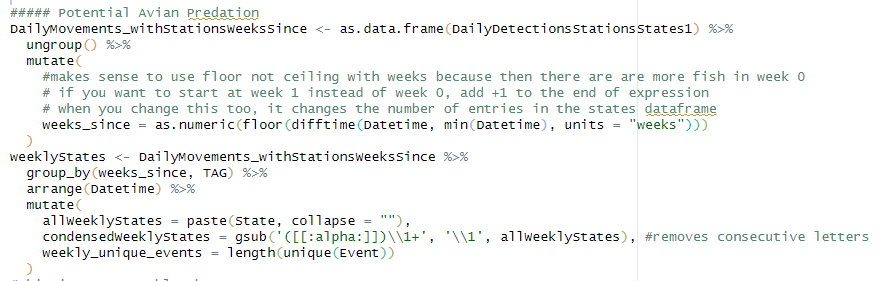 ##### Potential Avian Predation
DailyMovements_withStationsWeeksSince <- as.data.frame(DailyDetectionsStationsStates1) %>%
  ungroup() %>%
  mutate(
    #makes sense to use floor not ceiling with weeks because then there are are more fish in week 0
    # if you want to start at week 1 instead of week 0, add +1 to the end of expression
    # when you change this too, it changes the number of entries in the states dataframe
    weeks_since = as.numeric(floor(difftime(Datetime, min(Datetime), units = "weeks")))
  )
weeklyStates <- DailyMovements_withStationsWeeksSince %>%
  group_by(weeks_since, TAG) %>%
  arrange(Datetime) %>%
  mutate(
    allWeeklyStates = paste(State, collapse = ""),
    condensedWeeklyStates = gsub('([[:alpha:]])\\1+', '\\1', allWeeklyStates), #removes consecutive letters
    weekly_unique_events = length(unique(Event))
  )